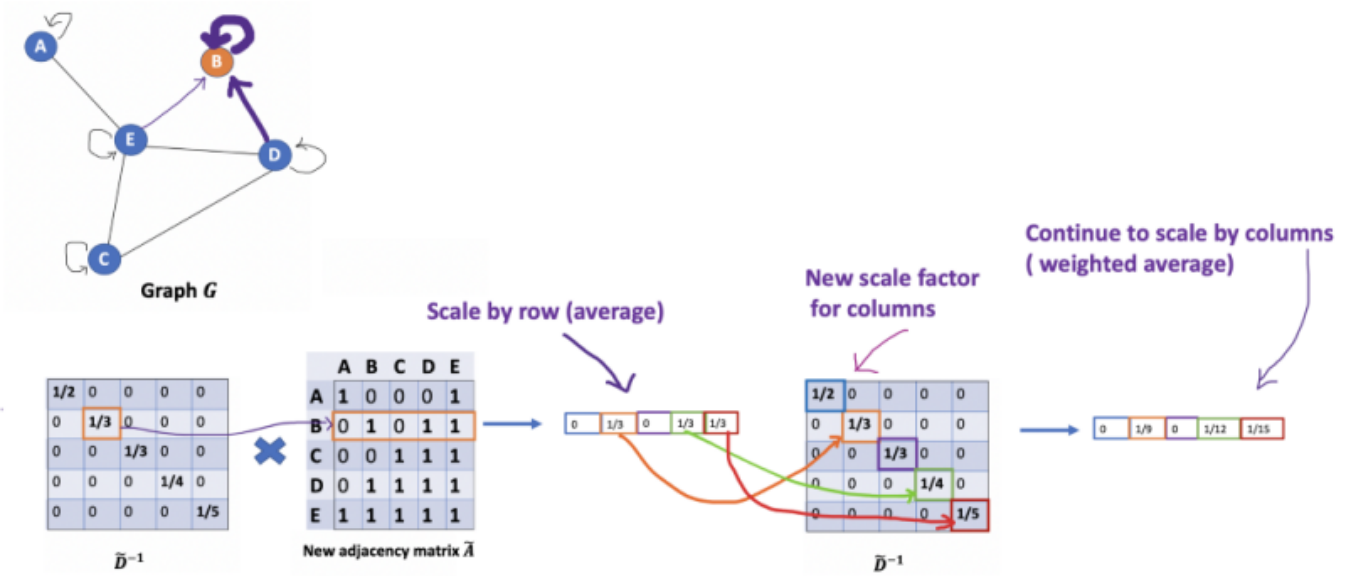 A
B
E
D
C
Graph G
Continue to scale by columns
( weighted average)
New scale factor
for columns
Scale by row (average)
A B C D E
1/2 0 0 0 0
0 1/3 0 0 0
0 0 1/3 0 0
0 0 0 1/4 0
0 0 0 0 1/5
D̃⁻¹
A 1 0 0 0 1
B 0 1 0 1 1
C 0 0 1 1 1
D 0 1 1 1 1
E 1 1 1 1 1
New adjacency matrix Ã
0 1/3 0 1/3 1/3
1/2 0 0 0 0
0 1/3 0 0 0
0 0 1/3 0 0
0 0 0 1/4 0
0 0 0 0 1/5
D̃⁻¹
0 1/9 0 1/12 1/15